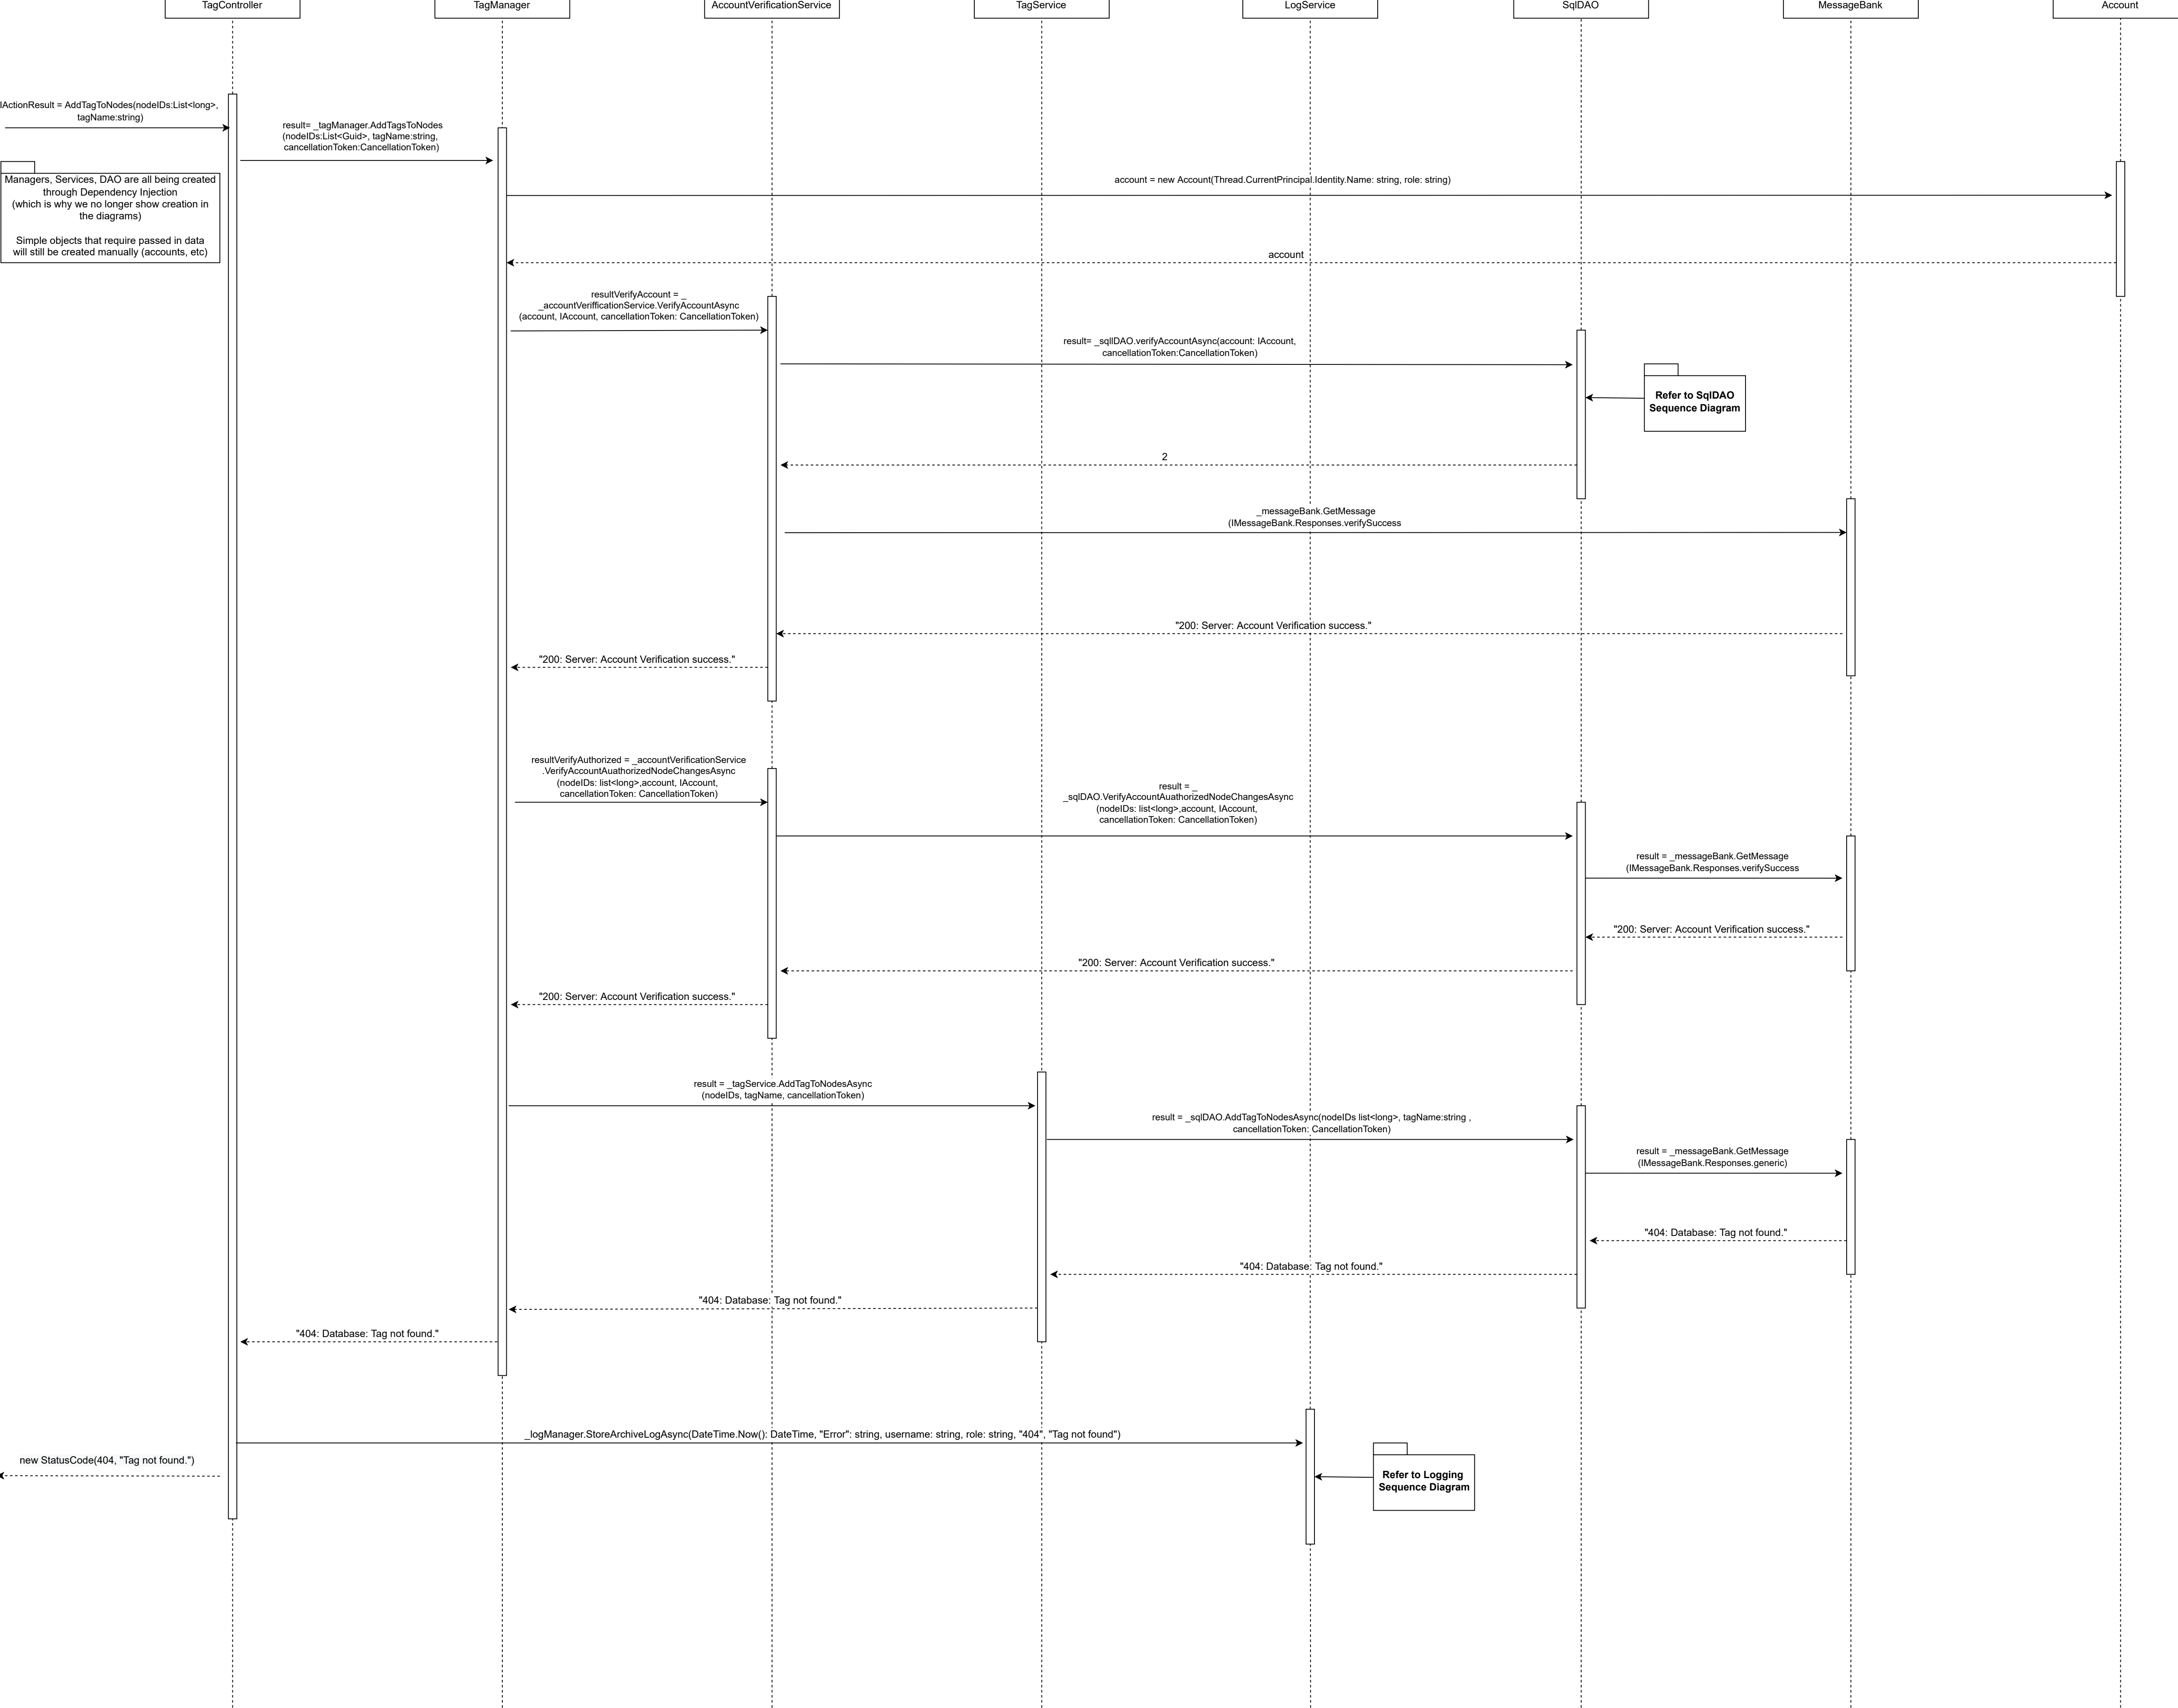 TagController
TagManager
AccountVerificationService
TagService
LogService
SqlDAO
MessageBank
Account
IActionResult = AddTagToNodes(nodeIDs:List<long>,
tagName:string)
result= _tagManager.AddTagsToNodes
(nodeIDs:List<Guid>, tagName:string,
cancellationToken:CancellationToken)
Managers, Services, DAO are all being created
through Dependency Injection
(which is why we no longer show creation in
the diagrams)
Simple objects that require passed in data
will still be created manually (accounts, etc)
account = new Account(Thread.CurrentPrincipal.Identity.Name: string, role: string)
account
resultVerifyAccount = _
_accountVerifficationService.VerifyAccountAsync
(account, IAccount, cancellationToken: CancellationToken)
result= _sqlIDAO.verifyAccountAsync(account: IAccount,
cancellationToken:CancellationToken)
Refer to SqlDAO
Sequence Diagram
2
_messageBank.GetMessage
(IMessageBank.Responses.verifySuccess
"200: Server: Account Verification success."
"200: Server: Account Verification success."
resultVerifyAuthorized = _accountVerificationService
.VerifyAccountAuathorizedNodeChangesAsync
(nodeIDs: list<long>,account, IAccount,
cancellationToken: CancellationToken)
result = _
_sqlDAO.VerifyAccountAuathorizedNodeChangesAsync
(nodeIDs: list<long>,account, IAccount,
cancellationToken: CancellationToken)
result = _messageBank.GetMessage
(IMessageBank.Responses.verifySuccess
"200: Server: Account Verification success."
"200: Server: Account Verification success."
"200: Server: Account Verification success."
result = _tagService.AddTagToNodesAsync
(nodeIDs, tagName, cancellationToken)
result = _sqlDAO.AddTagToNodesAsync(nodeIDs list<long>, tagName:string ,
cancellationToken: CancellationToken)
result = _messageBank.GetMessage
(IMessageBank.Responses.generic)
"404: Database: Tag not found."
"404: Database: Tag not found."
"404: Database: Tag not found."
"404: Database: Tag not found."
_logManager.StoreArchiveLogAsync(DateTime.Now(): DateTime, "Error": string, username: string, role: string, "404", "Tag not found")
new StatusCode(404, "Tag not found.")
Refer to Logging
Sequence Diagram